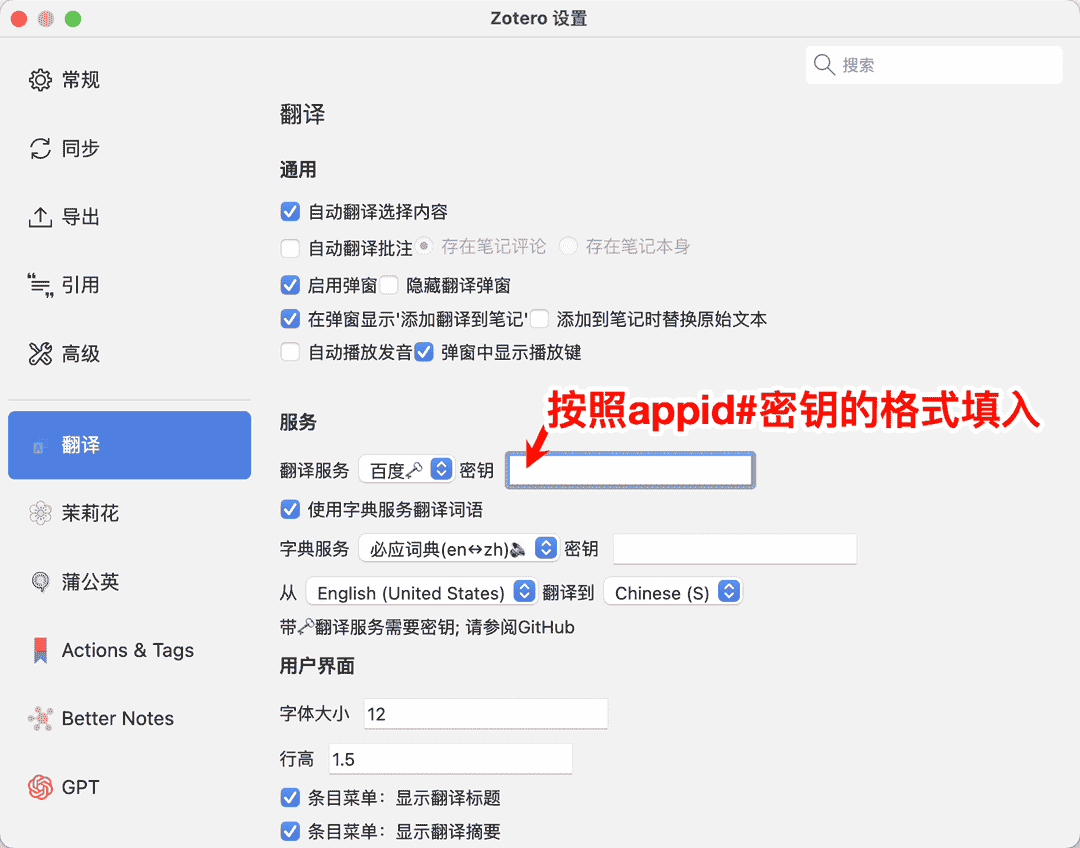 Zotero 设置
搜索
常规
同步
导出
引用
高级
翻译
茉莉花
蒲公英
Actions & Tags
Better Notes
GPT
翻译
通用
自动翻译选择内容
自动翻译批注 存在笔记评论 存在笔记本身
启用弹窗 隐藏翻译弹窗
在弹窗显示'添加翻译到笔记' 添加到笔记时替换原始文本
自动播放发音 弹窗中显示播放键
按照appid#密钥的格式填入
服务
翻译服务 百度🗝 密钥
使用字典服务翻译词语
字典服务 必应词典(en↔zh)🔈 密钥
从 English (United States) 翻译到 Chinese (S)
带🗝翻译服务需要密钥; 请参阅GitHub
用户界面
字体大小 12
行高 1.5
条目菜单：显示翻译标题
条目菜单：显示翻译摘要